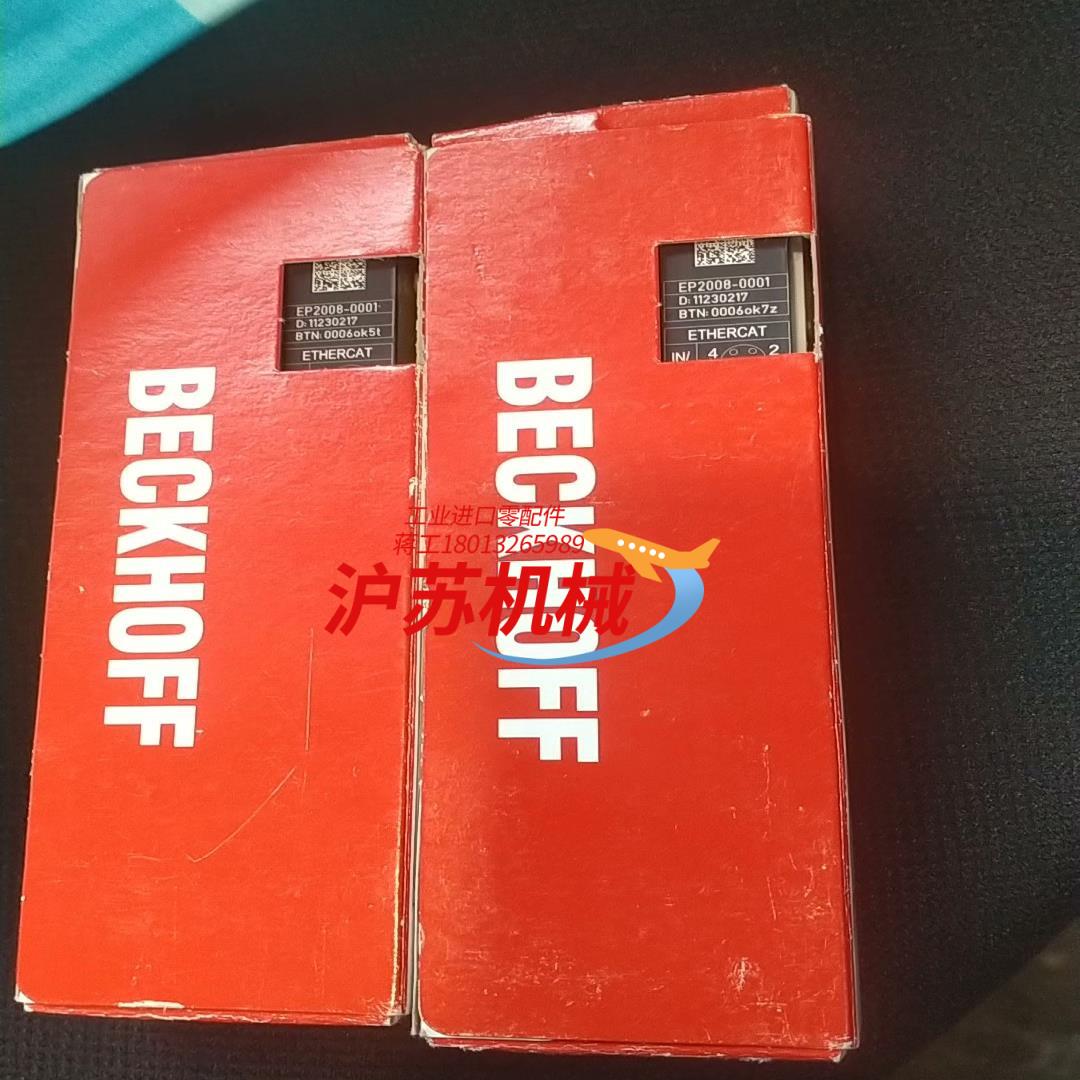 EP2008-0001
D: 11230217
BTN: 0006ok5t
ETHERCAT
BECKHOFF
EP2008-0001
D: 11230217
BTN: 0006ok7z
ETHERCAT
IN/ 4 2
BECKHOFF
工业进口零配件
蒋工18013265989
沪苏机械